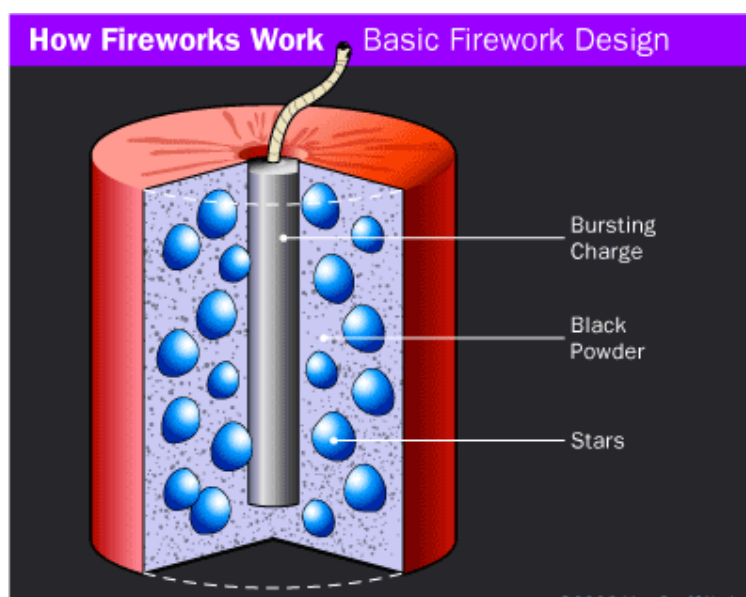 How Fireworks Work Basic Firework Design
Bursting
Charge
Black
Powder
Stars